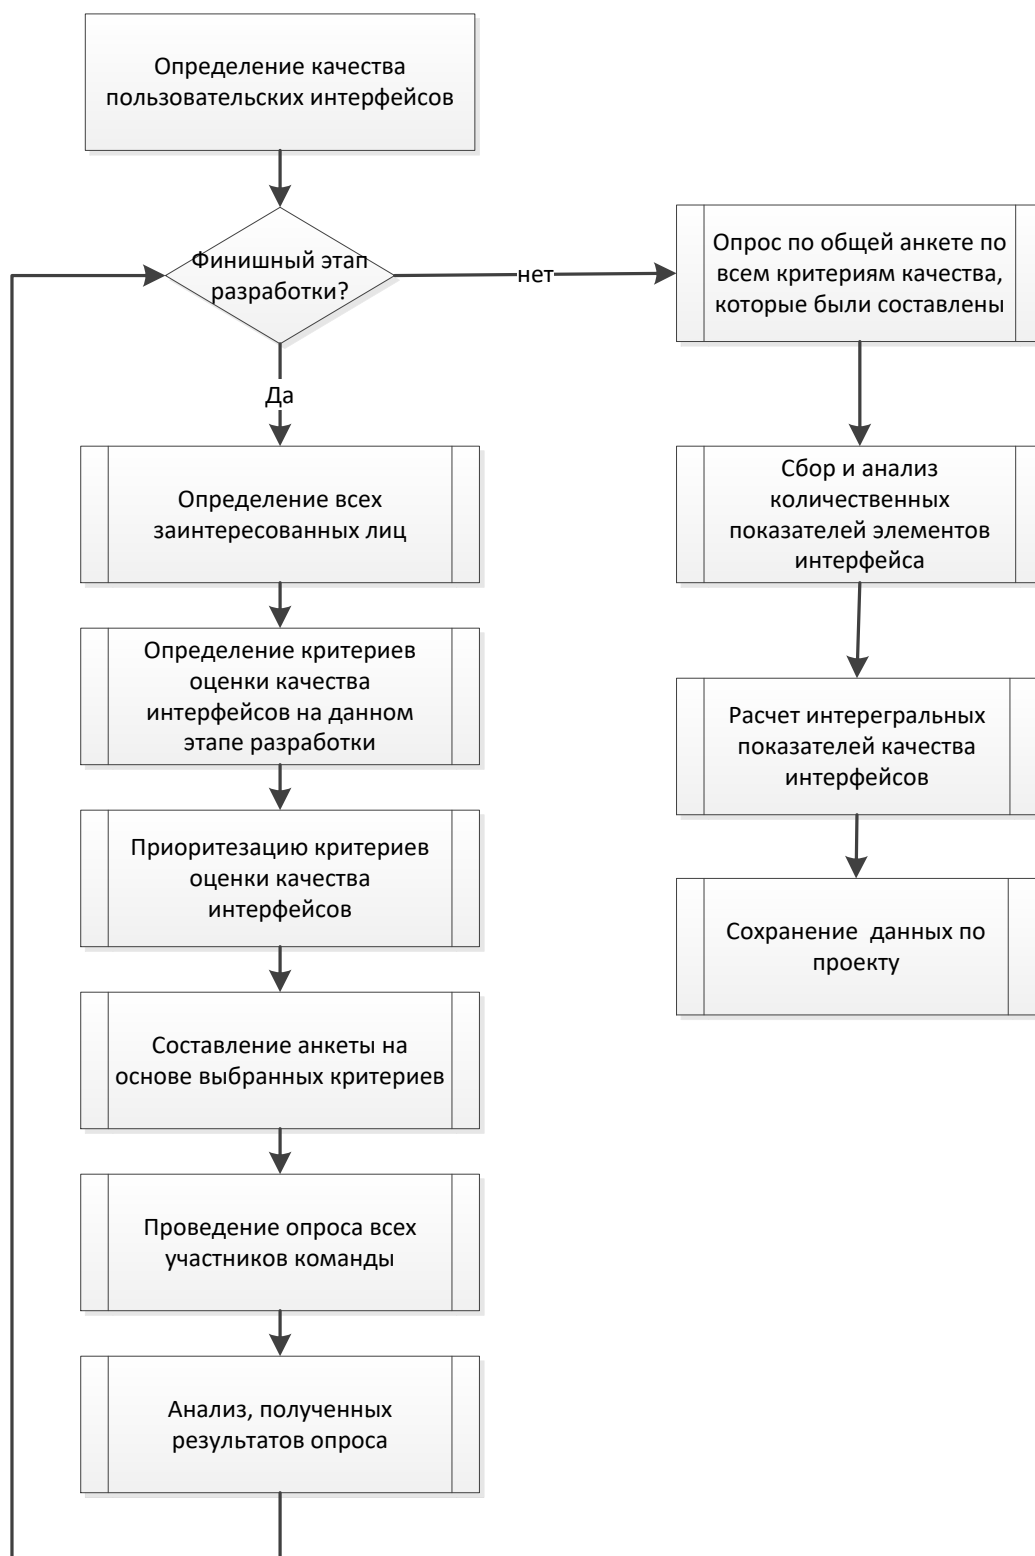 Определение качества
пользовательских интерфейсов
Финишный этап
разработки?
нет
Опрос по общей анкете по
всем критериям качества,
которые были составлены
Да
Определение всех
заинтересованных лиц
Сбор и анализ
количественных
показателей элементов
интерфейса
Определение критериев
оценки качества
интерфейсов на данном
этапе разработки
Расчет интерегральных
показателей качества
интерфейсов
Приоритезацию критериев
оценки качества
интерфейсов
Сохранение  данных по
проекту
Составление анкеты на
основе выбранных критериев
Проведение опроса всех
участников команды
Анализ, полученных
результатов опроса